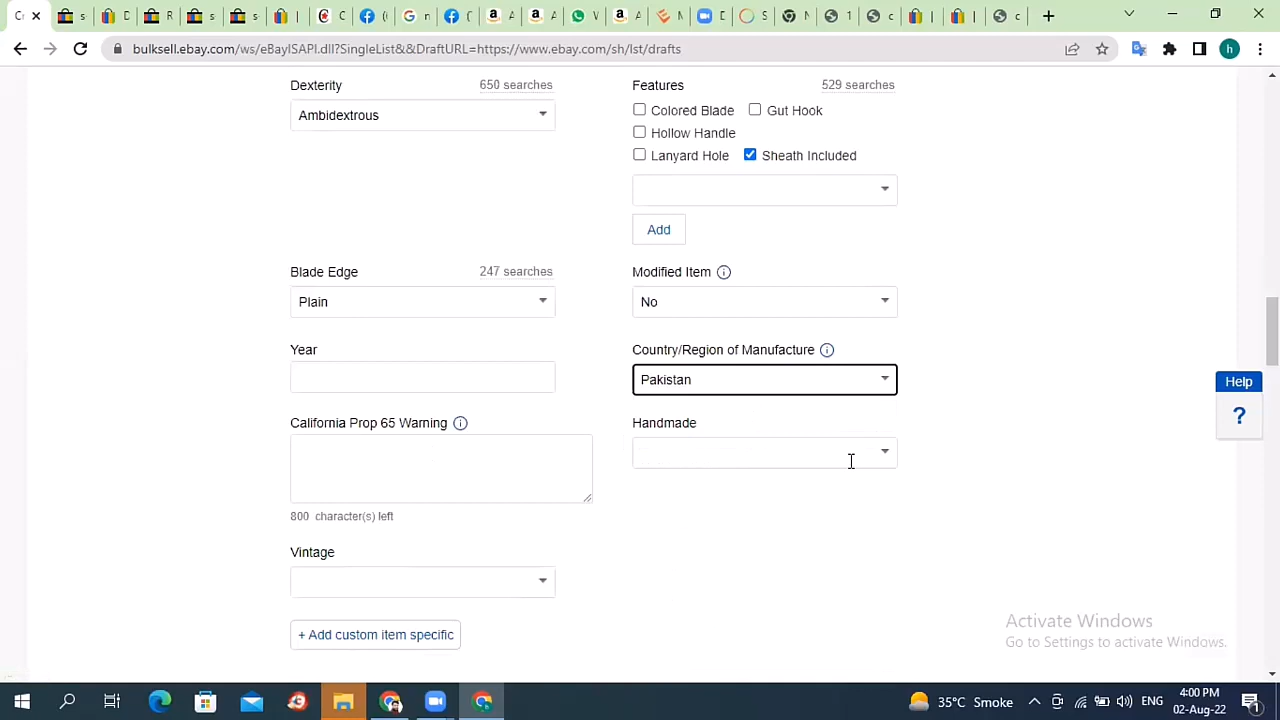 bulksell.ebay.com/ws/eBayISAPI.dll?SingleList&&DraftURL=https://www.ebay.com/sh/lst/drafts
Dexterity 650 searches
Ambidextrous
Features 529 searches
Colored Blade Gut Hook
Hollow Handle
Lanyard Hole Sheath Included
Add
Blade Edge 247 searches
Plain
Modified Item
No
Year
Country/Region of Manufacture
Pakistan
California Prop 65 Warning
Handmade
800 character(s) left
Vintage
+ Add custom item specific
Help
?
Activate Windows
Go to Settings to activate Windows.
35°C Smoke
ENG
4:00 PM
02-Aug-22